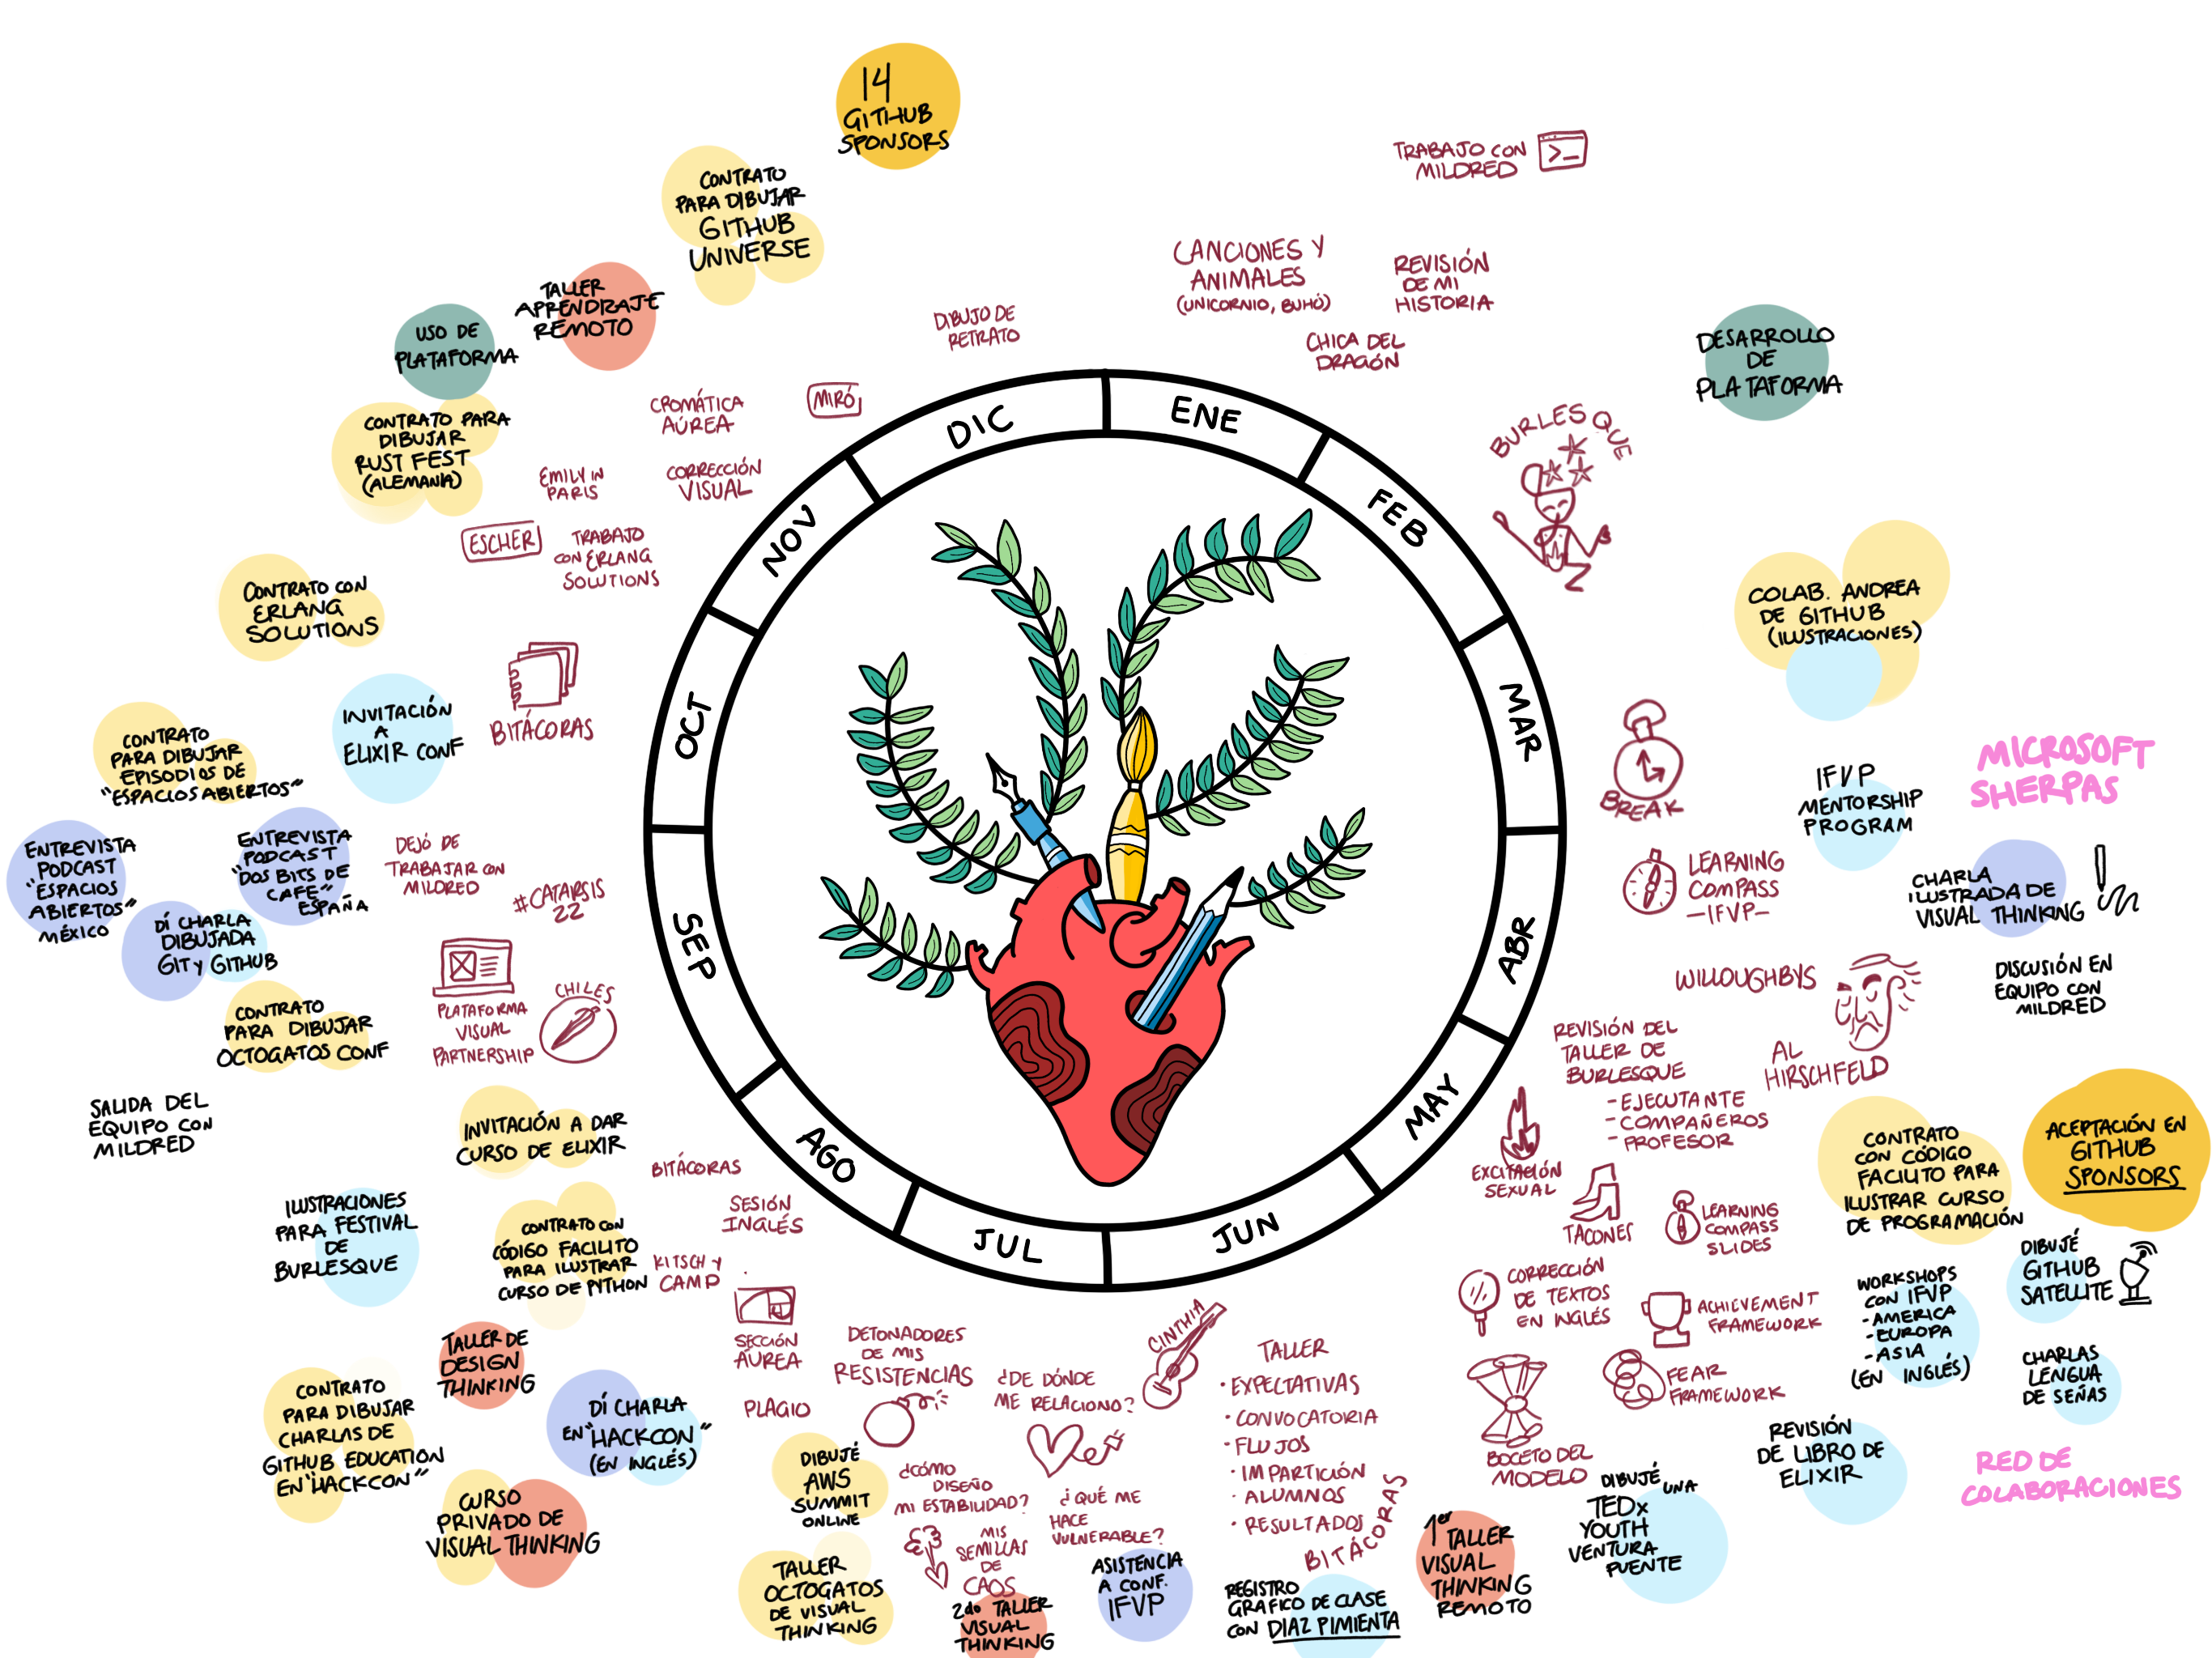 14
GITHUB
SPONSORS
CONTRATO
PARA DIBUJAR
GITHUB
UNIVERSE
TALLER
APRENDIZAJE
REMOTO
USO DE
PLATAFORMA
CONTRATO PARA
DIBUJAR
RUST FEST
(ALEMANIA)
CROMÁTICA
AÚREA
MIRÓ
EMILY IN
PARIS
CORRECCIÓN
VISUAL
ESCHER
TRABAJO
CON ERLANG
SOLUTIONS
DIBUJO DE
RETRATO
TRABAJO CON
MILDRED
>_
CANCIONES Y
ANIMALES
(UNICORNIO, BUHÓ)
REVISIÓN
DE MI
HISTORIA
CHICA DEL
DRAGÓN
DESARROLLO
DE
PLATAFORMA
BURLESQUE
COLAB. ANDREA
DE GITHUB
(ILUSTRACIONES)
BREAK
IFVP
MENTORSHIP
PROGRAM
MICROSOFT
SHERPAS
LEARNING
COMPASS
-IFVP-
CHARLA
ILUSTRADA DE
VISUAL THINKING
WILLOUGHBYS
AL
HIRSCHFELD
DISCUSIÓN EN
EQUIPO CON
MILDRED
REVISIÓN DEL
TALLER DE
BURLESQUE
- EJECUTANTE
- COMPAÑEROS
- PROFESOR
EXCITACIÓN
SEXUAL
TACONES
LEARNING
COMPASS
SLIDES
CONTRATO
CON CÓDIGO
FACILITO PARA
ILUSTRAR CURSO
DE PROGRAMACIÓN
ACEPTACIÓN EN
GITHUB
SPONSORS
DIBUJÉ
GITHUB
SATELLITE
WORKSHOPS
CON IFVP
- AMERICA
- EUROPA
- ASIA
(EN INGLÉS)
CHARLAS
LENGUA
DE SEÑAS
CORRECCIÓN
DE TEXTOS
EN INGLÉS
ACHIEVEMENT
FRAMEWORK
FEAR
FRAMEWORK
BOCETO DEL
MODELO
REVISIÓN
DE LIBRO DE
ELIXIR
RED DE
COLABORACIONES
DIBUJÉ UNA
TEDx
YOUTH
VENTURA
PUENTE
1er TALLER
VISUAL
THINKING
REMOTO
CINTHIA
TALLER
• EXPECTATIVAS
• CONVOCATORIA
• FLUJOS
• IMPARTICIÓN
• ALUMNOS
• RESULTADOS
BITÁCORAS
REGISTRO
GRÁFICO DE CLASE
CON DIAZ PIMIENTA
ASISTENCIA
A CONF.
IFVP
¿DE DÓNDE
ME RELACIONO?
¿QUÉ ME
HACE
VULNERABLE?
DETONADORES
DE MIS
RESISTENCIAS
¿CÓMO
DISEÑO
MI ESTABILIDAD?
MIS
SEMILLAS
DE
CAOS
2do TALLER
VISUAL
THINKING
DIBUJÉ
AWS
SUMMIT
ONLINE
TALLER
OCTOGATOS
DE VISUAL
THINKING
BITÁCORAS
SESIÓN
INGLÉS
KITSCH Y
CAMP
SECCIÓN
ÁUREA
PLAGIO
INVITACIÓN A DAR
CURSO DE ELIXIR
CONTRATO CON
CÓDIGO FACILITO
PARA ILUSTRAR
CURSO DE PYTHON
TALLER DE
DESIGN
THINKING
DÍ CHARLA
EN "HACKCON"
(EN INGLÉS)
CONTRATO
PARA DIBUJAR
CHARLAS DE
GITHUB EDUCATION
EN "HACKCON"
CURSO
PRIVADO DE
VISUAL THINKING
ILUSTRACIONES
PARA FESTIVAL
DE
BURLESQUE
SALIDA DEL
EQUIPO CON
MILDRED
CONTRATO
PARA DIBUJAR
OCTOGATOS CONF
PLATAFORMA
VISUAL
PARTNERSHIP
CHILES
DEJÓ DE
TRABAJAR CON
MILDRED
#CATARSIS
22
ENTREVISTA
PODCAST
"ESPACIOS
ABIERTOS"
MÉXICO
ENTREVISTA
PODCAST
"DOS BITS DE
CAFÉ"
ESPAÑA
DÍ CHARLA
DIBUJADA
GIT Y GITHUB
CONTRATO
PARA DIBUJAR
EPISODIOS DE
"ESPACIOS ABIERTOS"
INVITACIÓN
A
ELIXIR CONF
BITÁCORAS
CONTRATO CON
ERLANG
SOLUTIONS
ENE
FEB
MAR
ABR
MAY
JUN
JUL
AGO
SEP
OCT
NOV
DIC